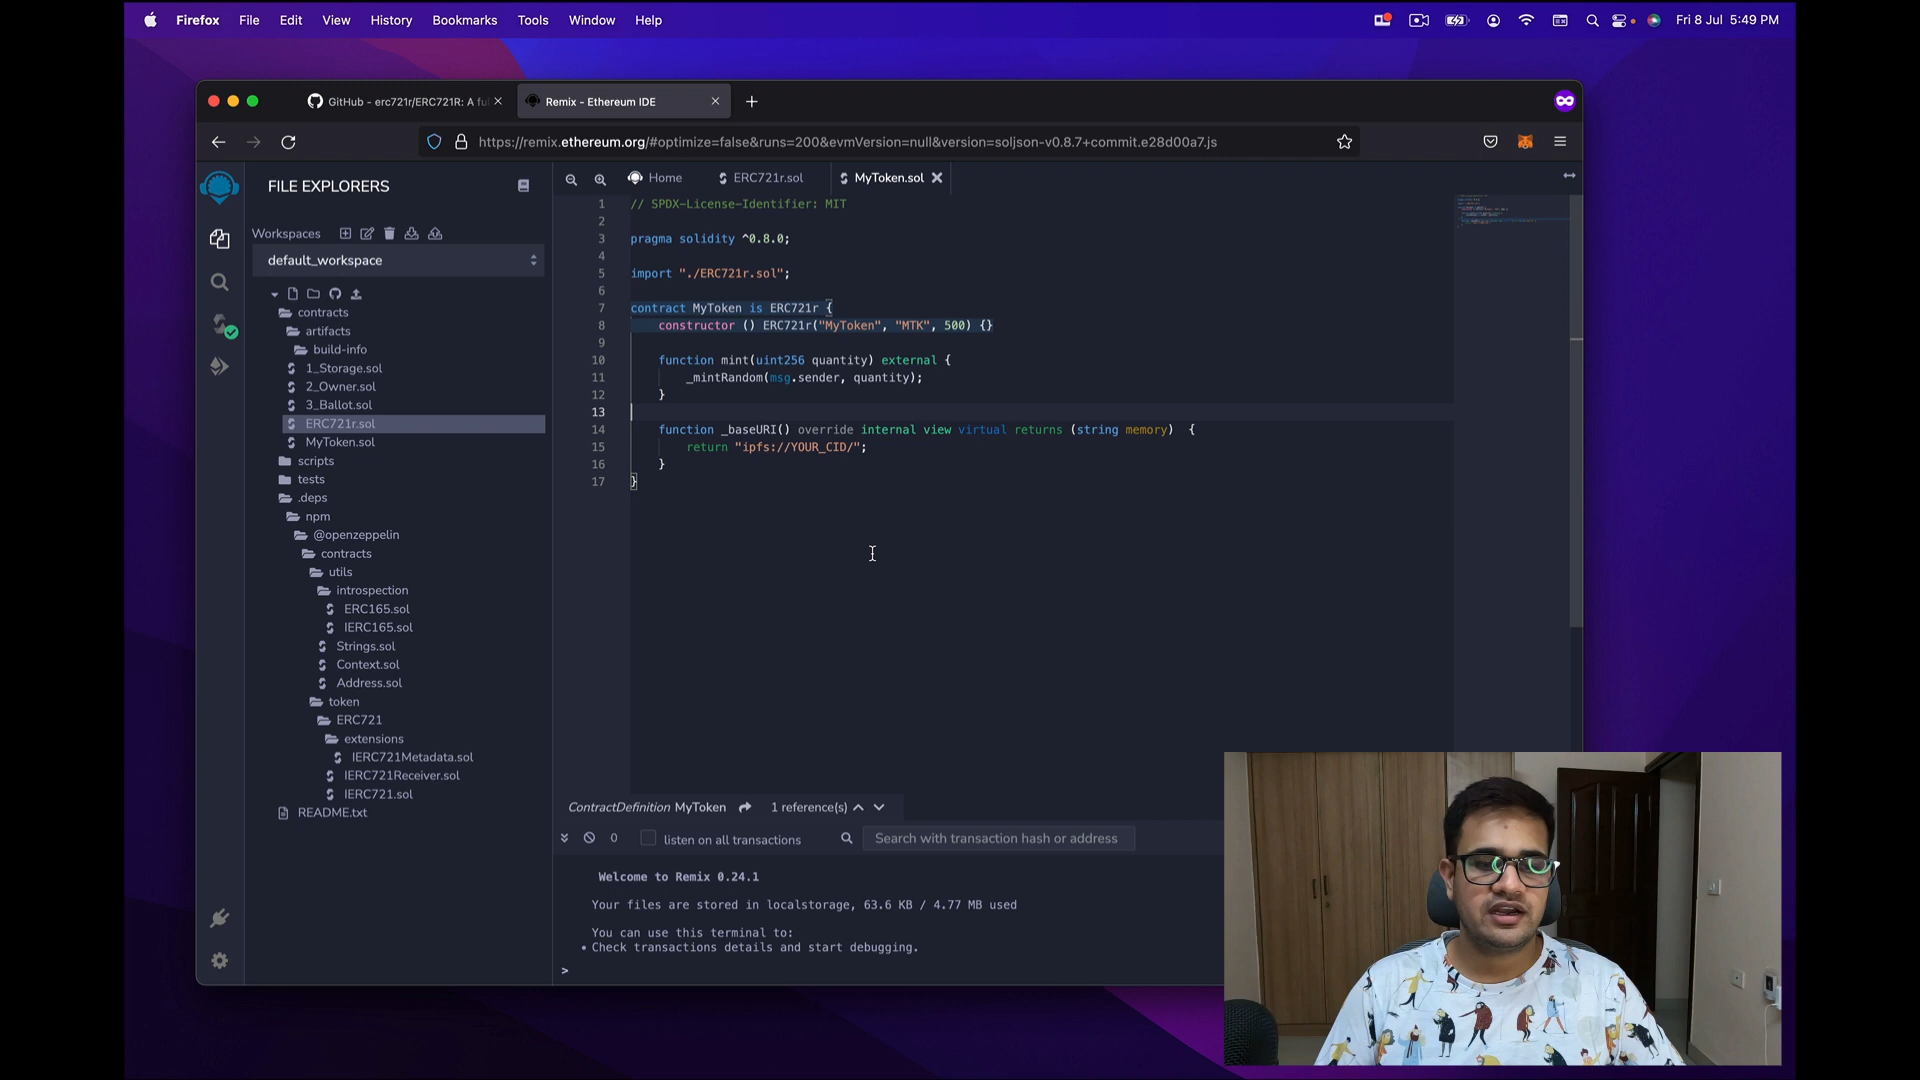 Firefox File Edit View History Bookmarks Tools Window Help Fri 8 Jul 5:49 PM
GitHub - erc721r/ERC721R: A fu
Remix - Ethereum IDE
https://remix.ethereum.org/#optimize=false&runs=200&evmVersion=null&version=soljson-v0.8.7+commit.e28d00a7.js
FILE EXPLORERS
Workspaces
default_workspace
contracts
artifacts
build-info
1_Storage.sol
2_Owner.sol
3_Ballot.sol
ERC721r.sol
MyToken.sol
scripts
tests
.deps
npm
@openzeppelin
contracts
utils
introspection
ERC165.sol
IERC165.sol
Strings.sol
Context.sol
Address.sol
token
ERC721
extensions
IERC721Metadata.sol
IERC721Receiver.sol
IERC721.sol
README.txt
Home ERC721r.sol MyToken.sol
1 // SPDX-License-Identifier: MIT
2
3 pragma solidity ^0.8.0;
4
5 import "./ERC721r.sol";
6
7 contract MyToken is ERC721r {
8 constructor () ERC721r("MyToken", "MTK", 500) {}
9
10 function mint(uint256 quantity) external {
11 _mintRandom(msg.sender, quantity);
12 }
13
14 function _baseURI() override internal view virtual returns (string memory) {
15 return "ipfs://YOUR_CID/";
16 }
17 }
ContractDefinition MyToken 1 reference(s)
0 listen on all transactions Search with transaction hash or address
Welcome to Remix 0.24.1
Your files are stored in localstorage, 63.6 KB / 4.77 MB used
You can use this terminal to:
• Check transactions details and start debugging.
>